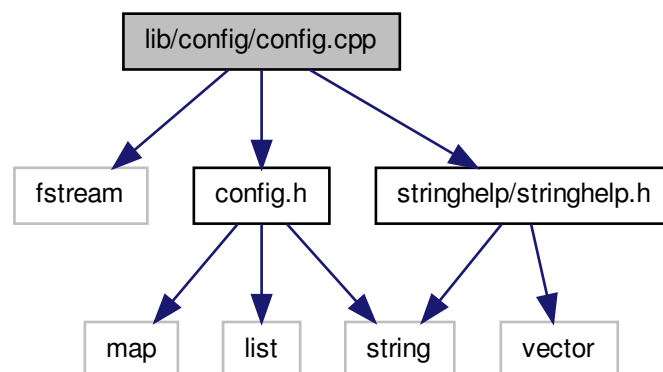 lib/config/config.cpp
fstream
config.h
stringhelp/stringhelp.h
map
list
string
vector